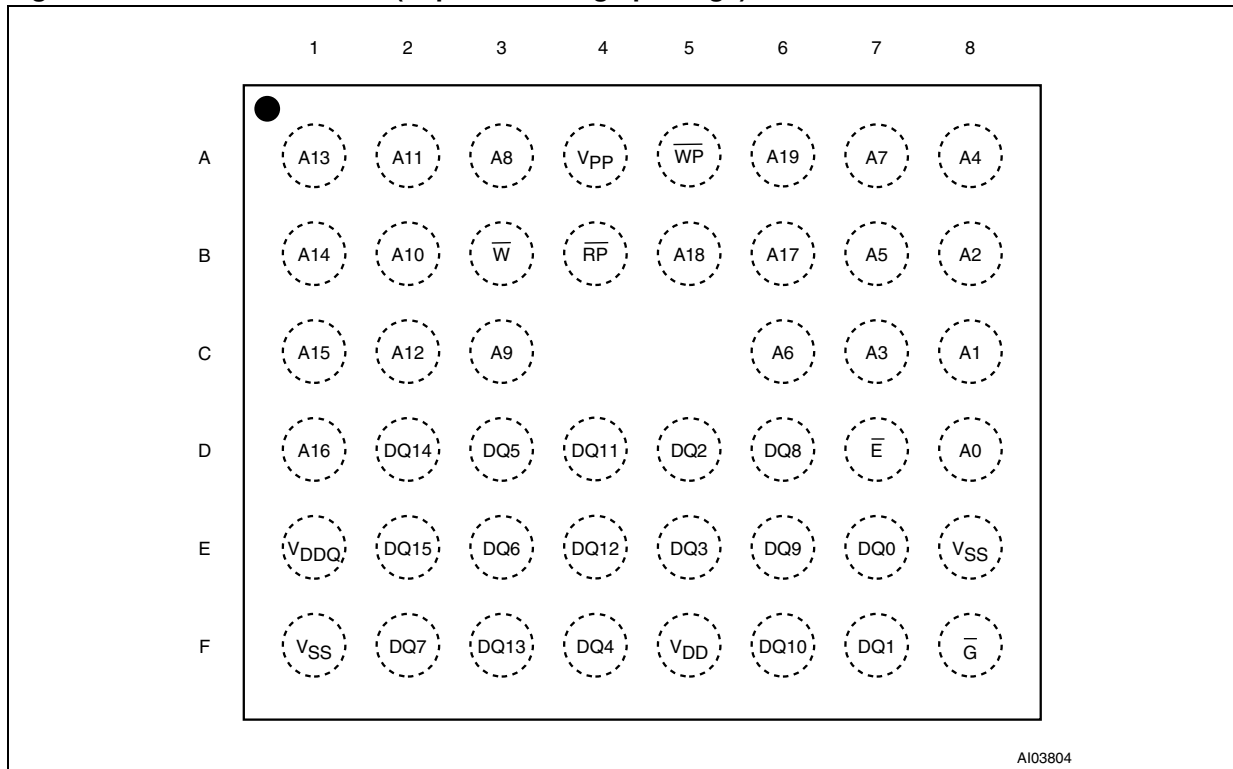 1 2 3 4 5 6 7 8
A A13 A11 A8 VPP W̅P̅ A19 A7 A4
B A14 A10 W̅ R̅P̅ A18 A17 A5 A2
C A15 A12 A9 A6 A3 A1
D A16 DQ14 DQ5 DQ11 DQ2 DQ8 E̅ A0
E VDDQ DQ15 DQ6 DQ12 DQ3 DQ9 DQ0 VSS
F VSS DQ7 DQ13 DQ4 VDD DQ10 DQ1 G̅
AI03804